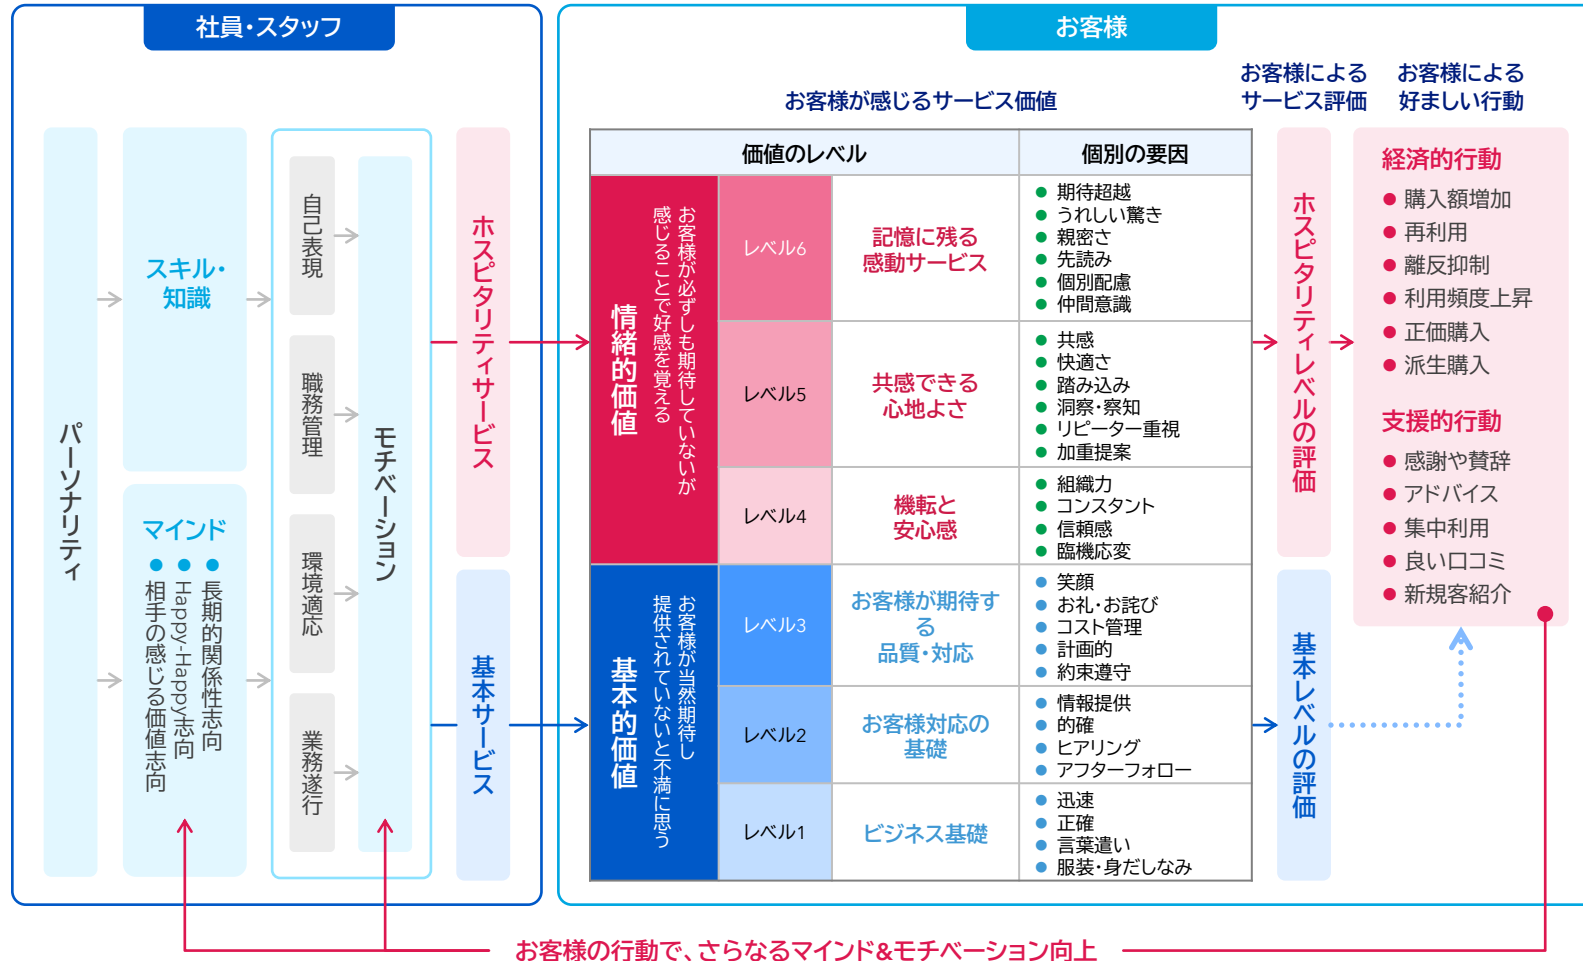 社員・スタッフ
パーソナリティ
スキル・
知識
マインド
● 長期的関係性志向
● Happy-Happy志向
● 相手の感じる価値志向
自己表現
職務管理
環境適応
業務遂行
モチベーション
ホスピタリティサービス
基本サービス
お客様
お客様が感じるサービス価値
お客様による
サービス評価
お客様による
好ましい行動
価値のレベル
個別の要因
情緒的価値
お客様が必ずしも期待していないが
感じることで好感を覚える
レベル6
記憶に残る
感動サービス
● 期待超越
● うれしい驚き
● 親密さ
● 先読み
● 個別配慮
● 仲間意識
レベル5
共感できる
心地よさ
● 共感
● 快適さ
● 踏み込み
● 洞察・察知
● リピーター重視
● 加重提案
レベル4
機転と
安心感
● 組織力
● コンスタント
● 信頼感
● 臨機応変
基本的価値
お客様が当然期待し
提供されていないと不満に思う
レベル3
お客様が期待す
る
品質・対応
● 笑顔
● お礼・お詫び
● コスト管理
● 計画的
● 約束遵守
レベル2
お客様対応の
基礎
● 情報提供
● 的確
● ヒアリング
● アフターフォロー
レベル1
ビジネス基礎
● 迅速
● 正確
● 言葉遣い
● 服装・身だしなみ
ホスピタリティレベルの評価
基本レベルの評価
経済的行動
● 購入額増加
● 再利用
● 離反抑制
● 利用頻度上昇
● 正価購入
● 派生購入
支援的行動
● 感謝や賛辞
● アドバイス
● 集中利用
● 良い口コミ
● 新規客紹介
お客様の行動で、さらなるマインド&モチベーション向上